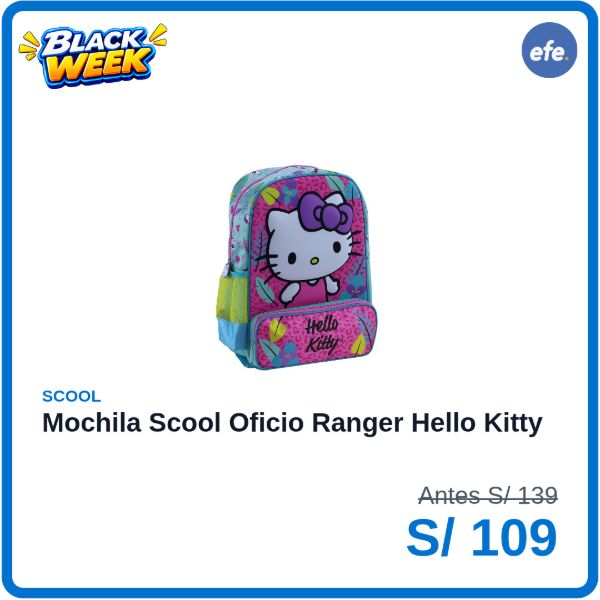 BLACK
WEEK
efe.
Hello
Kitty
SCOOL
Mochila Scool Oficio Ranger Hello Kitty
Antes S/ 139
S/ 109